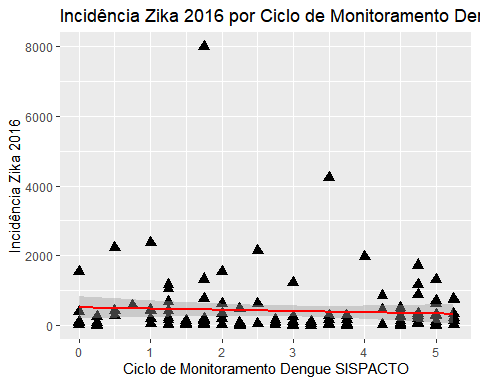 Incidência Zika 2016 por Ciclo de Monitoramento Der
Incidência Zika 2016
8000
6000
4000
2000
0
0 1 2 3 4 5
Ciclo de Monitoramento Dengue SISPACTO